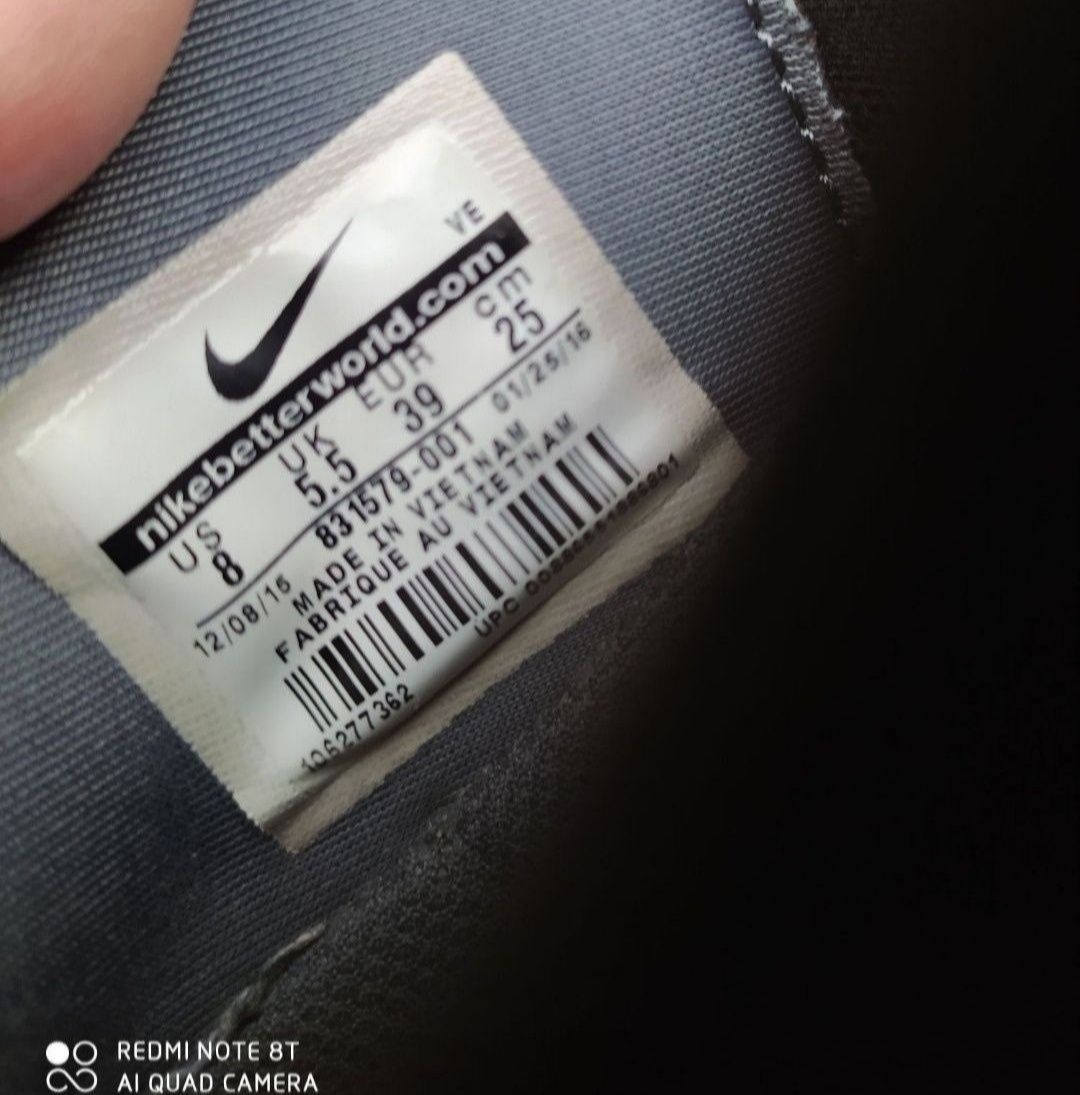 VE
nikebetterworld.com
US UK EUR cm
8 5.5 39 25
12/08/15 831579-001 01/25/16
MADE IN VIETNAM
FABRIQUE AU VIETNAM
106277362 UPC
REDMI NOTE 8T
AI QUAD CAMERA